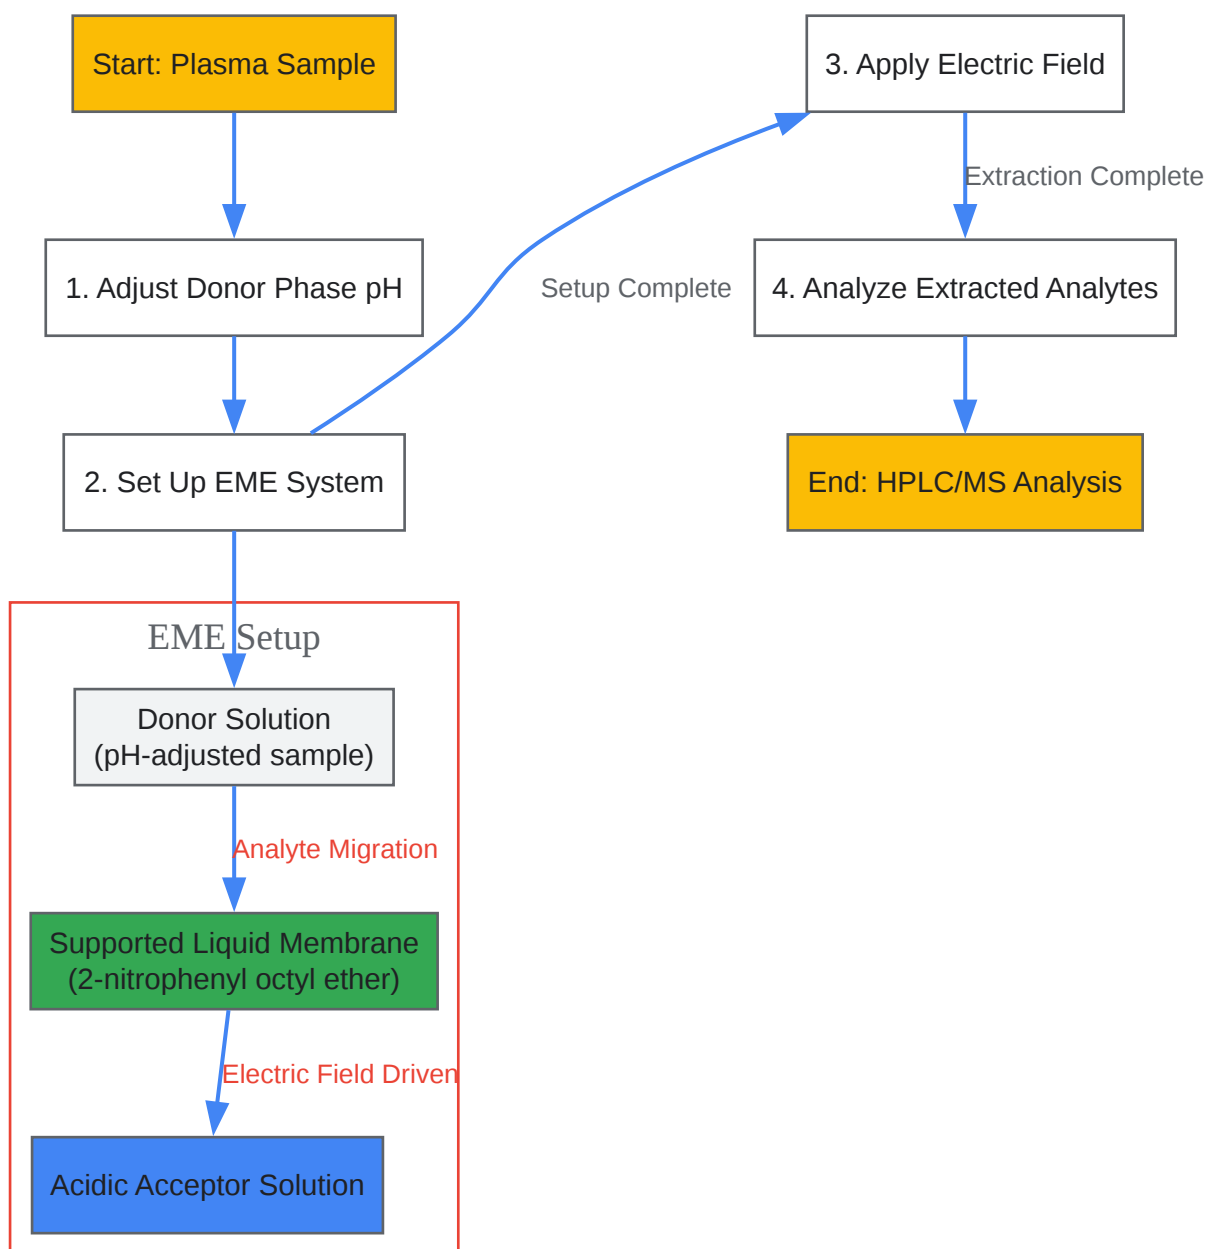 Start: Plasma Sample
1. Adjust Donor Phase pH
2. Set Up EME System
Setup Complete
3. Apply Electric Field
Extraction Complete
4. Analyze Extracted Analytes
End: HPLC/MS Analysis
EME Setup
Donor Solution
(pH-adjusted sample)
Analyte Migration
Supported Liquid Membrane
(2-nitrophenyl octyl ether)
Electric Field Driven
Acidic Acceptor Solution